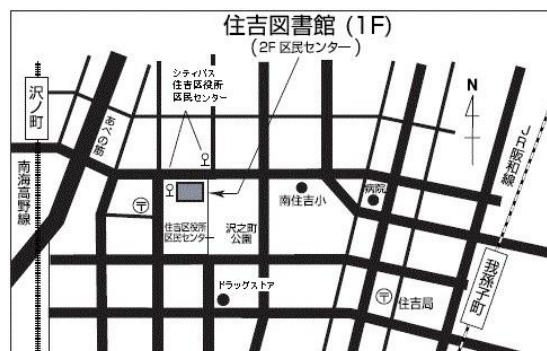 住吉図書館 (1F)
(2F 区民センター)
シティバス
住吉区役所
区民センター
沢ノ町
あべの筋
南海高野線
N
JR阪和線
〒
住吉区役所
区民センター
沢之町
公園
南住吉小
病院
我孫子町
ドラッグストア
〒
住吉局